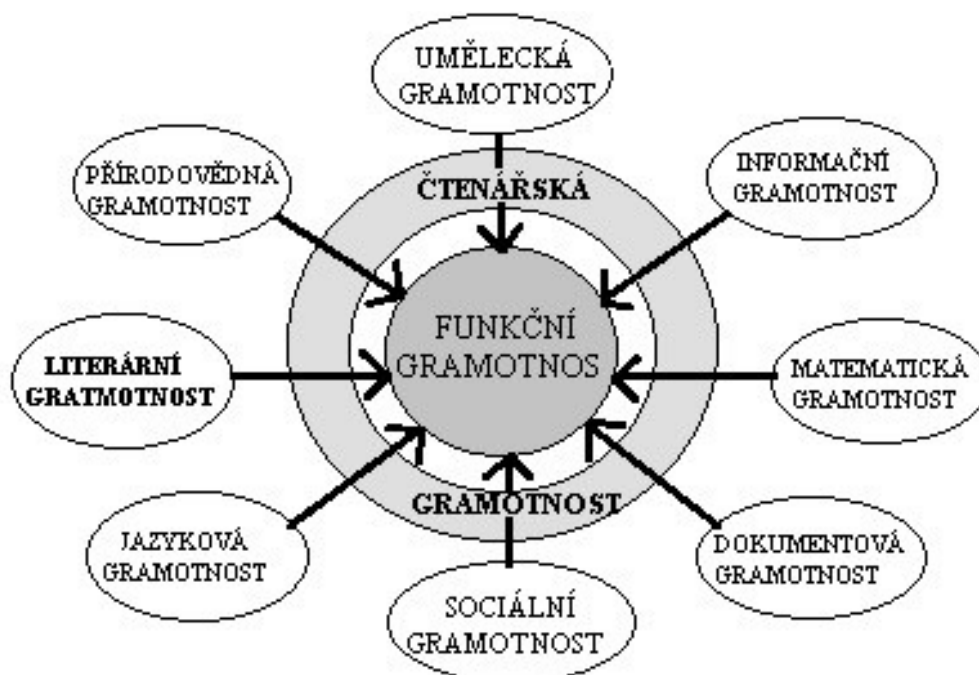 UMĚLECKÁ
GRAMOTNOST
PŘÍRODOVĚDNÁ
GRAMOTNOST
INFORMAČNÍ
GRAMOTNOST
ČTENÁŘSKÁ
FUNKČNÍ
GRAMOTNOS
LITERÁRNÍ
GRATMOTNOST
MATEMATICKÁ
GRAMOTNOST
GRAMOTNOST
JAZYKOVÁ
GRAMOTNOST
DOKUMENTOVÁ
GRAMOTNOST
SOCIÁLNÍ
GRAMOTNOST